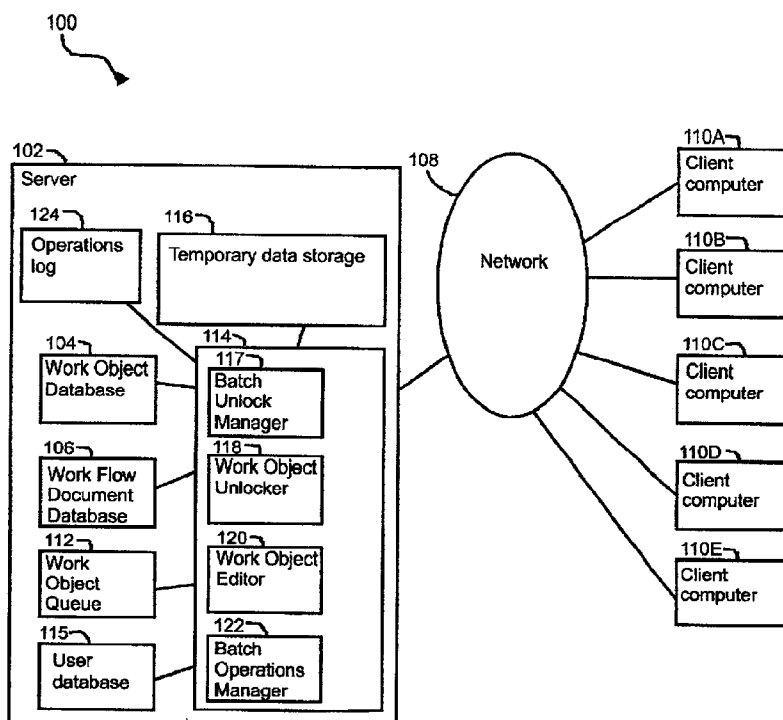 100
102
Server
124
Operations
log
116
Temporary data storage
104
Work Object
Database
106
Work Flow
Document
Database
112
Work
Object
Queue
115
User
database
114
117
Batch
Unlock
Manager
118
Work Object
Unlocker
120
Work Object
Editor
122
Batch
Operations
Manager
108
Network
110A
Client
computer
110B
Client
computer
110C
Client
computer
110D
Client
computer
110E
Client
computer